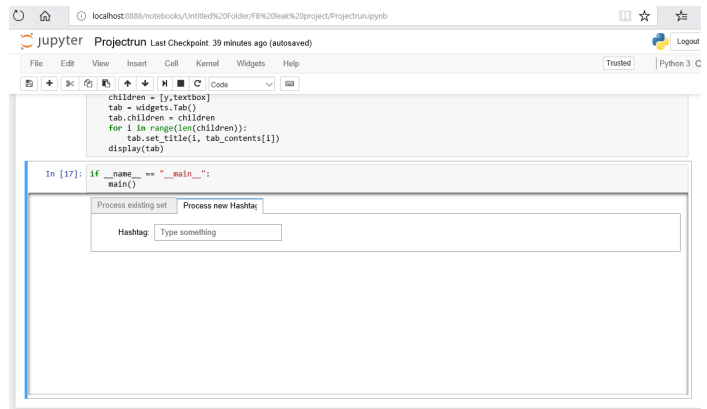 localhost:8888/notebooks/Untitled%20Folder/FB%20leak%20project/Projectrun.ipynb
jupyter Projectrun Last Checkpoint: 39 minutes ago (autosaved)
Logout
File Edit View Insert Cell Kernel Widgets Help
Trusted
Python 3
Code
children = [y,textbox]
tab = widgets.Tab()
tab.children = children
for i in range(len(children)):
tab.set_title(i, tab_contents[i])
display(tab)
In [17]: if __name__ == "__main__":
main()
Process existing set Process new Hashtag
Hashtag: Type something